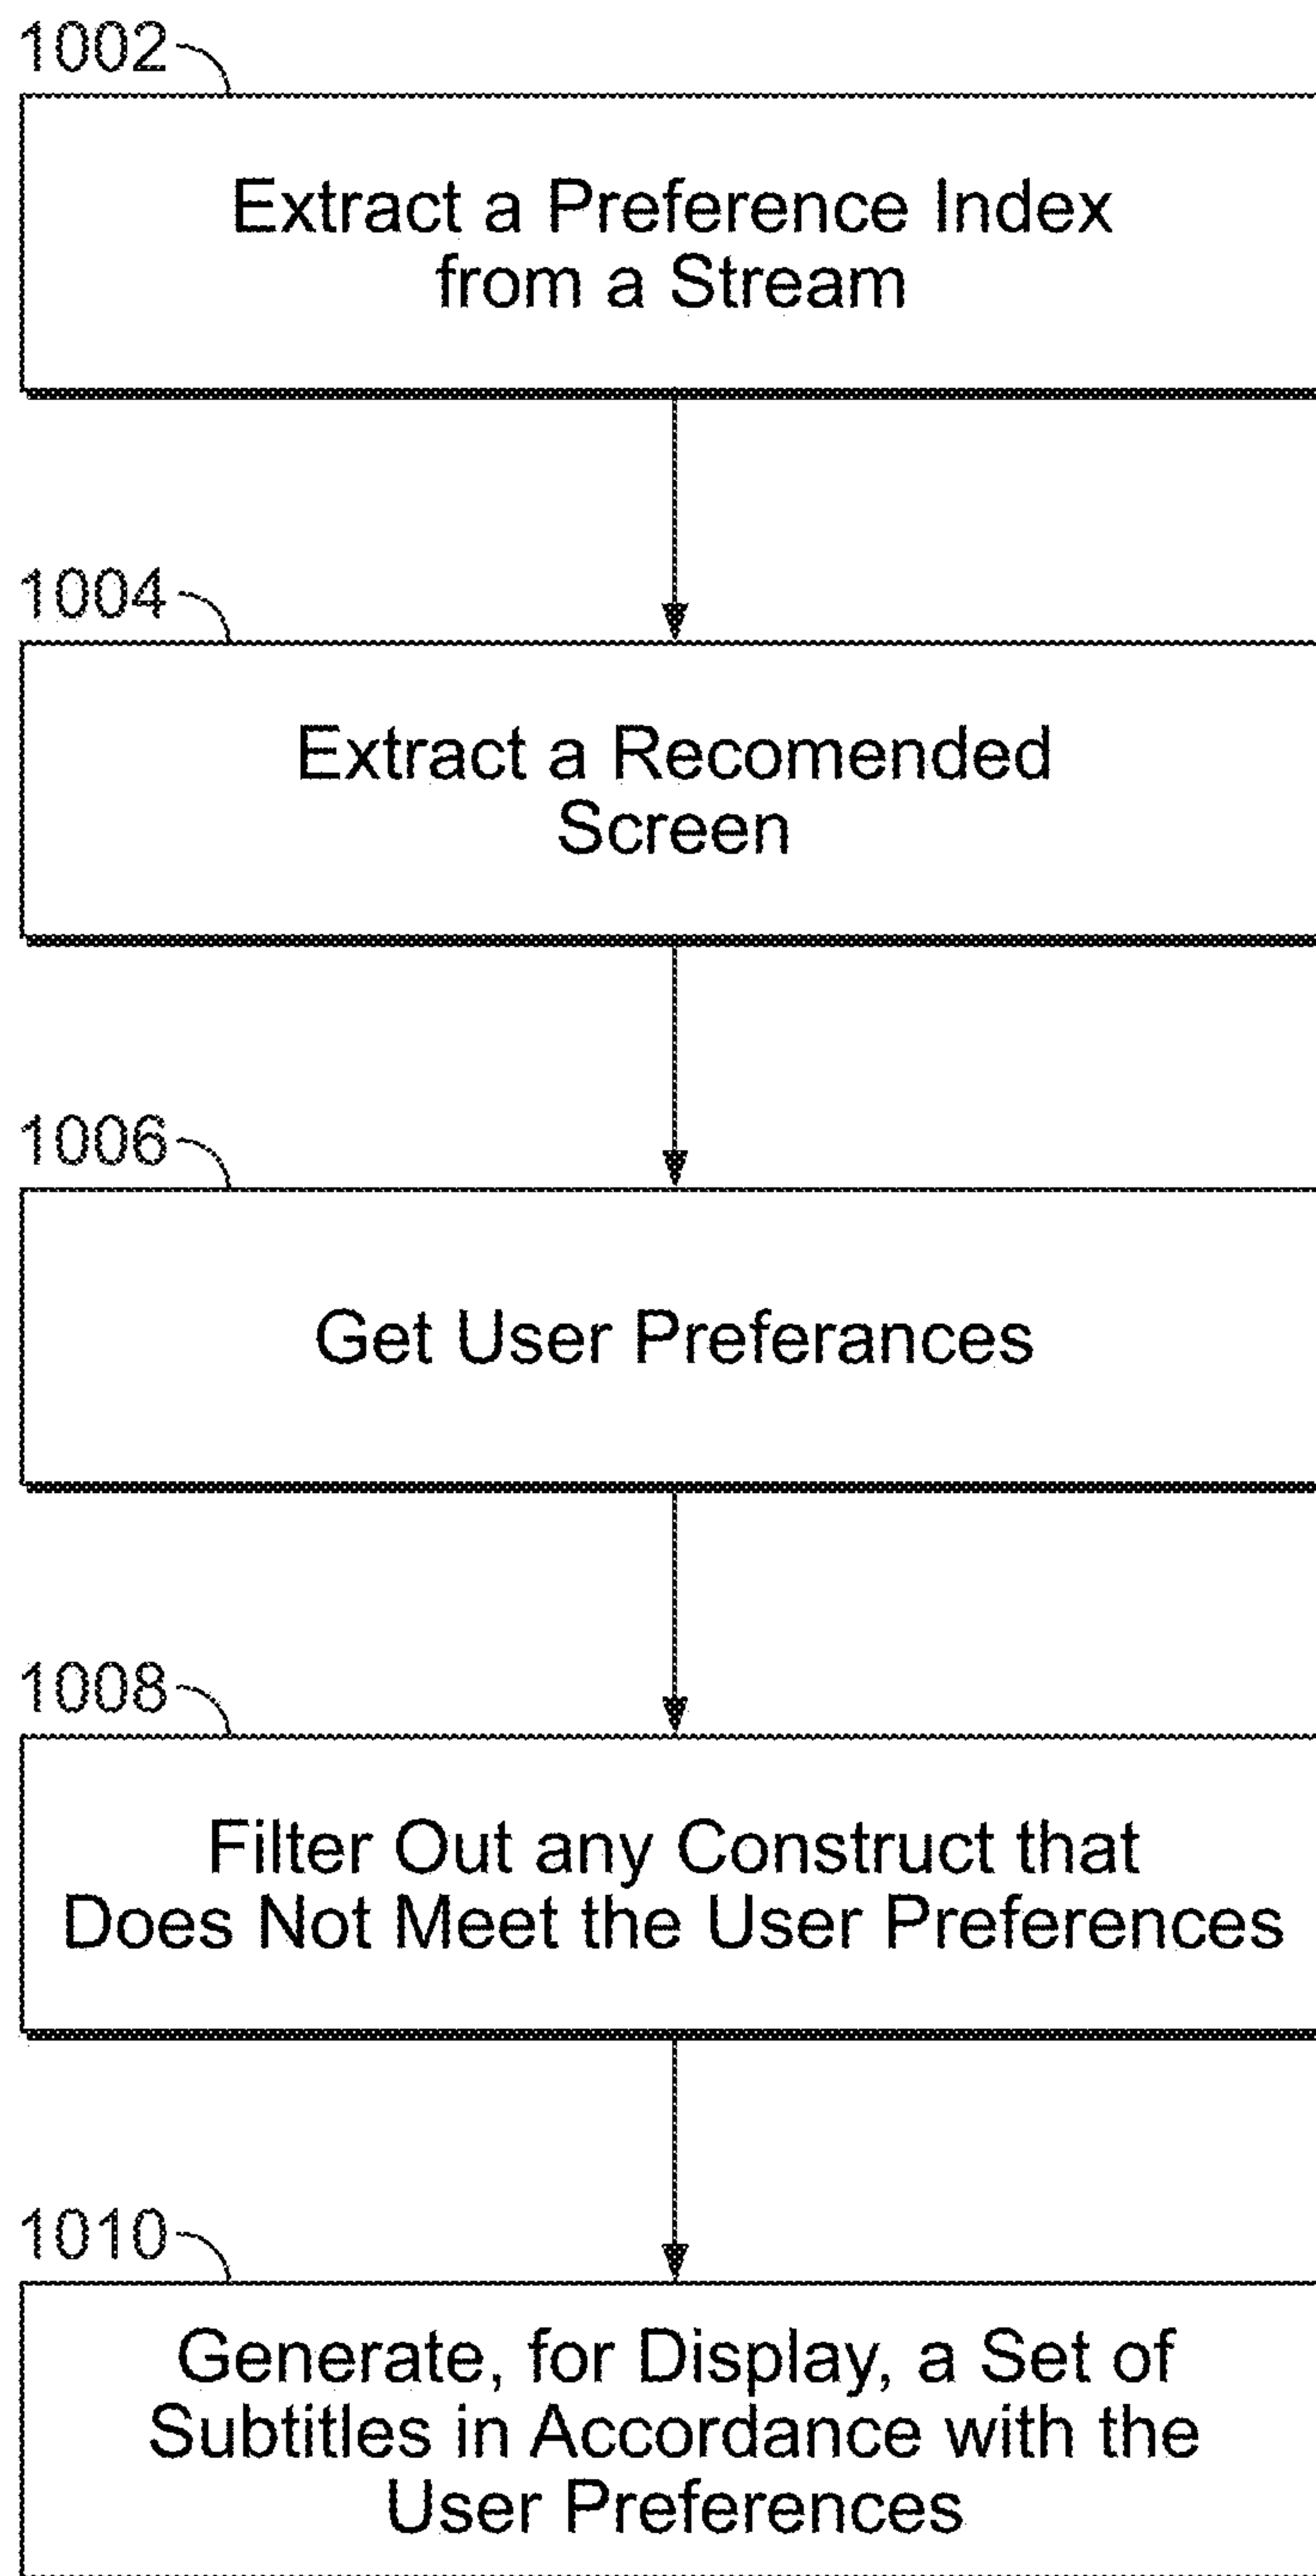 1002
Extract a Preference Index
from a Stream
1004
Extract a Recomended
Screen
1006
Get User Preferances
1008
Filter Out any Construct that
Does Not Meet the User Preferences
1010
Generate, for Display, a Set of
Subtitles in Accordance with the
User Preferences